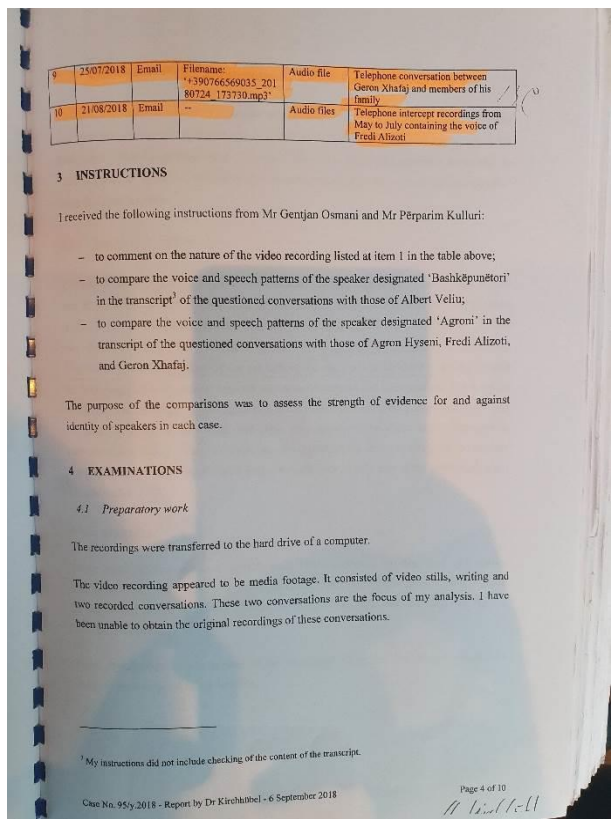 9 25/07/2018 Email Filename: Audio file Telephone conversation between
'+390766569035_201 Geron Xhafaj and members of his
80724_173730.mp3' family
10 21/08/2018 Email -- Audio files Telephone intercept recordings from
May to July containing the voice of
Fredi Alizoti
3 INSTRUCTIONS
I received the following instructions from Mr Gentjan Osmani and Mr Përparim Kulluri:
– to comment on the nature of the video recording listed at item 1 in the table above;
– to compare the voice and speech patterns of the speaker designated 'Bashkëpunëtori'
in the transcript³ of the questioned conversations with those of Albert Veliu;
– to compare the voice and speech patterns of the speaker designated 'Agroni' in the
transcript of the questioned conversations with those of Agron Hyseni, Fredi Alizoti,
and Geron Xhafaj.
The purpose of the comparisons was to assess the strength of evidence for and against
identity of speakers in each case.
4 EXAMINATIONS
4.1 Preparatory work
The recordings were transferred to the hard drive of a computer.
The video recording appeared to be media footage. It consisted of video stills, writing and
two recorded conversations. These two conversations are the focus of my analysis. I have
been unable to obtain the original recordings of these conversations.
³ My instructions did not include checking of the content of the transcript.
Case No. 95/y.2018 - Report by Dr Kirchhübel - 6 September 2018
Page 4 of 10